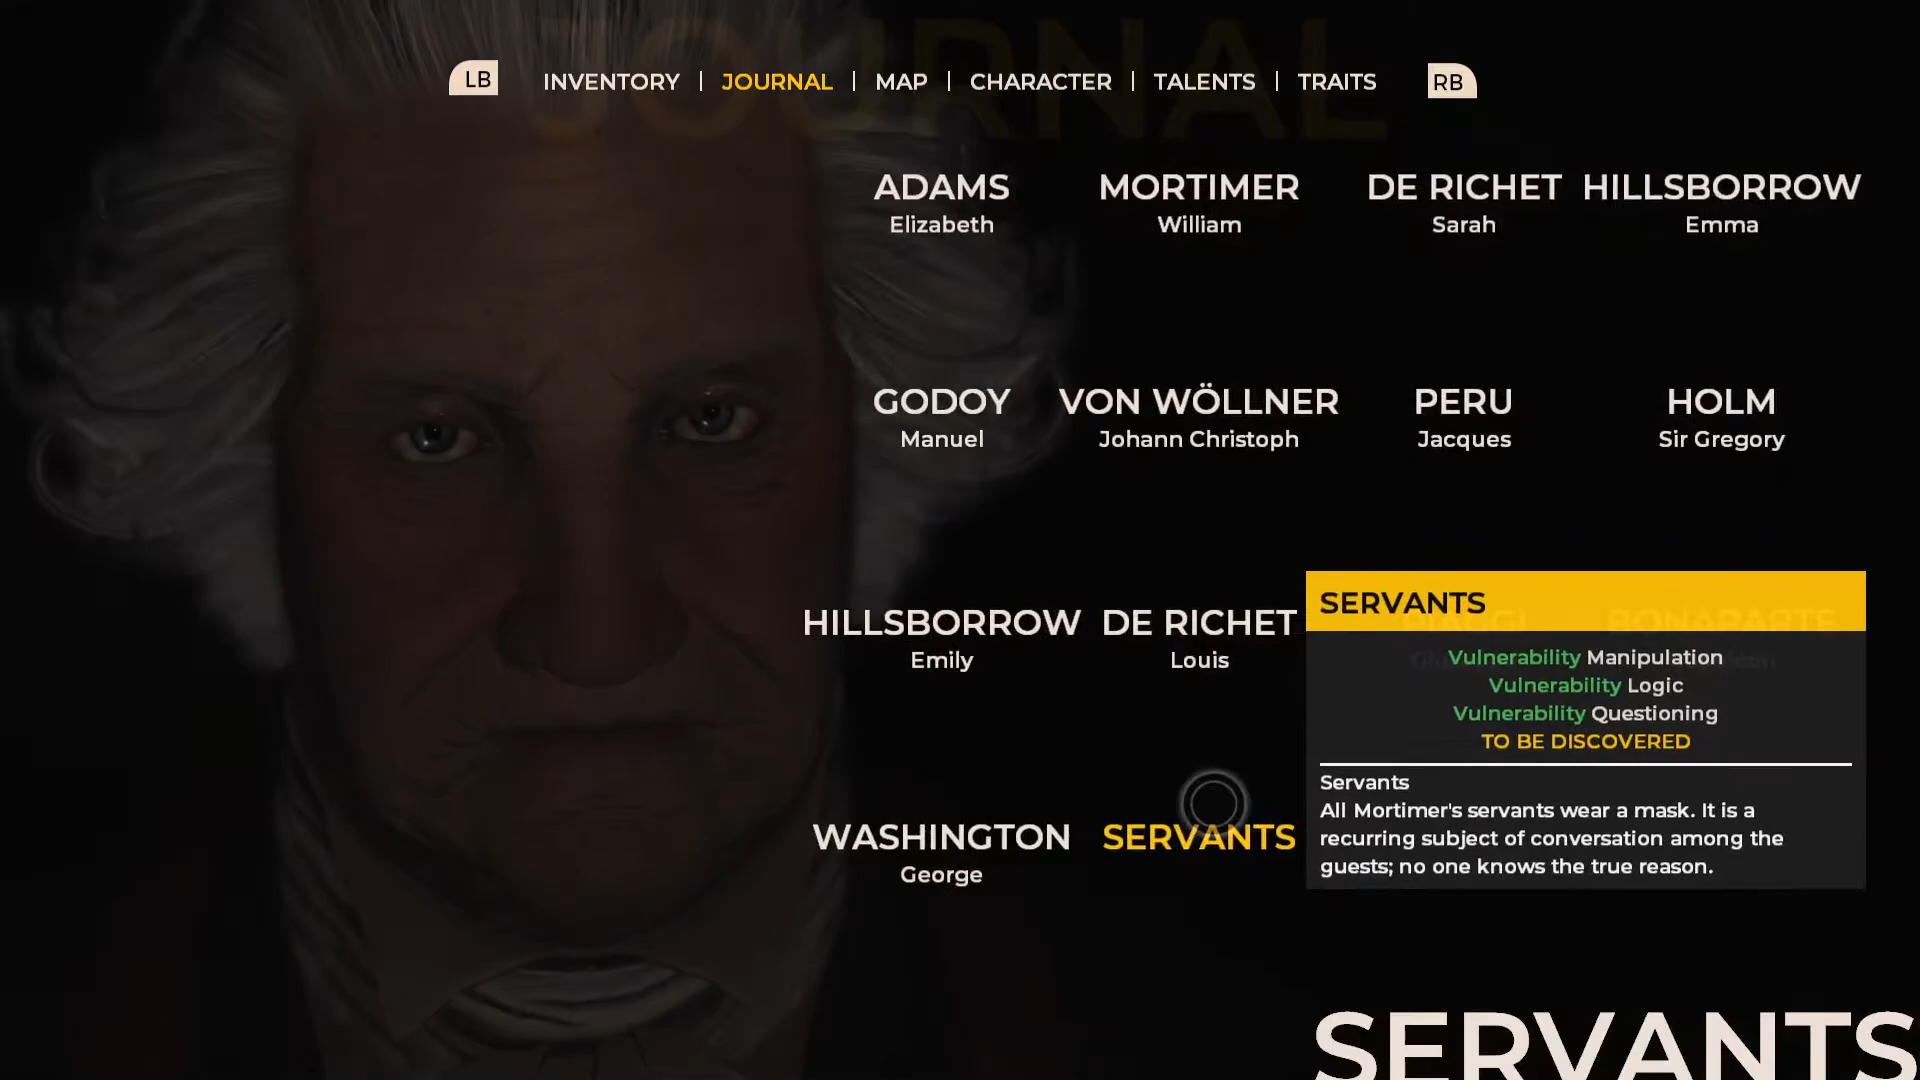 JOURNAL
LB INVENTORY | JOURNAL | MAP | CHARACTER | TALENTS | TRAITS RB
ADAMS MORTIMER DE RICHET HILLSBORROW
Elizabeth William Sarah Emma
GODOY VON WÖLLNER PERU HOLM
Manuel Johann Christoph Jacques Sir Gregory
HILLSBORROW DE RICHET PIAGGI BONAPARTE
Emily Louis
SERVANTS
Vulnerability Manipulation
Vulnerability Logic
Vulnerability Questioning
TO BE DISCOVERED
Servants
All Mortimer's servants wear a mask. It is a
recurring subject of conversation among the
guests; no one knows the true reason.
WASHINGTON SERVANTS
George
SERVANTS